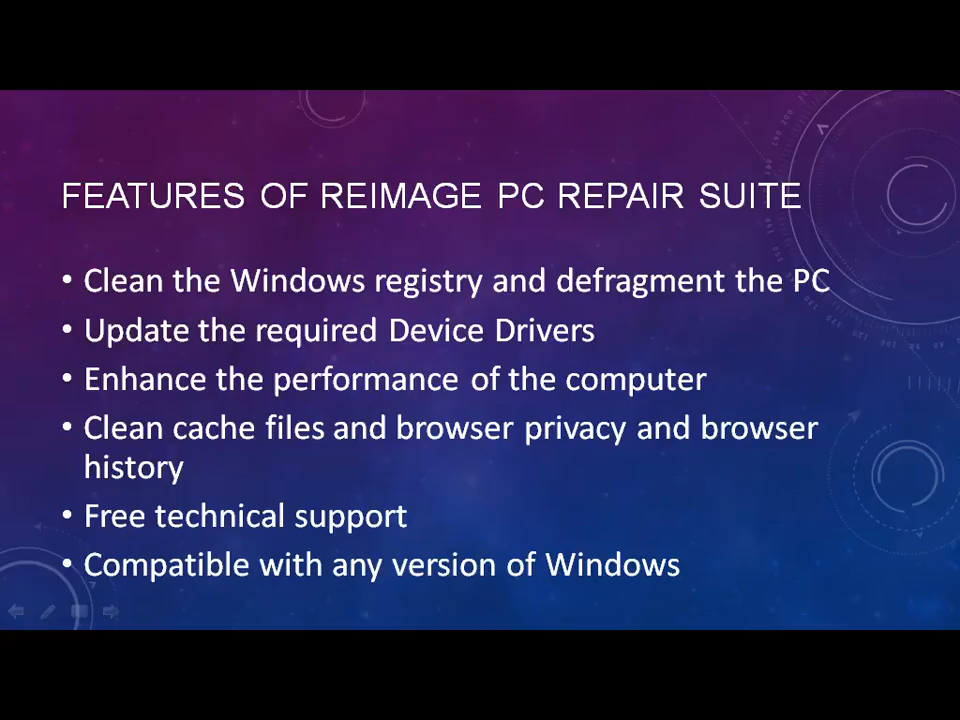 FEATURES OF REIMAGE PC REPAIR SUITE
• Clean the Windows registry and defragment the PC
• Update the required Device Drivers
• Enhance the performance of the computer
• Clean cache files and browser privacy and browser
history
• Free technical support
• Compatible with any version of Windows